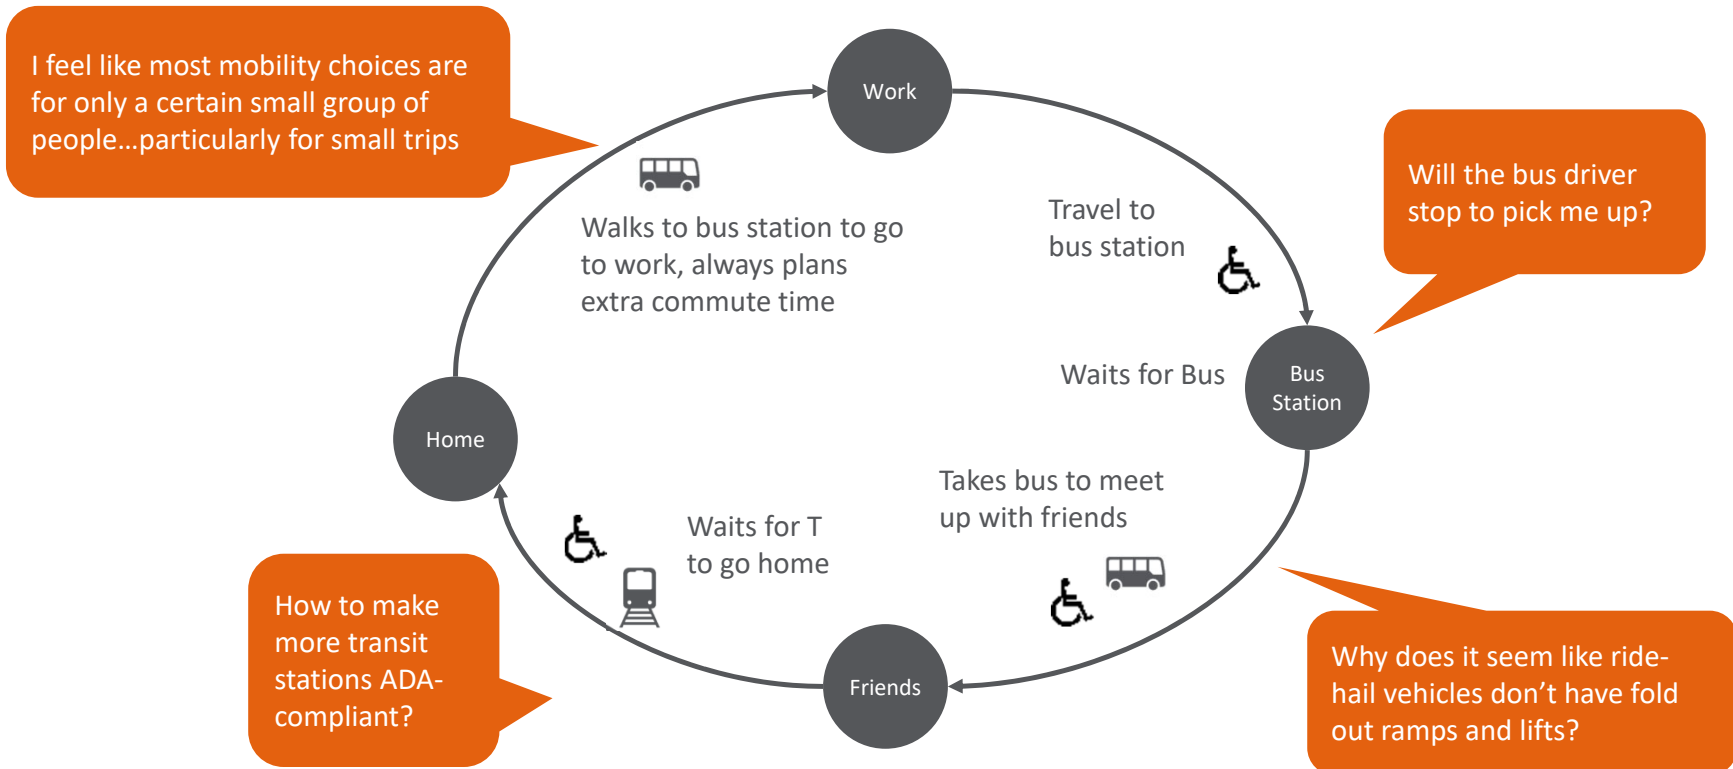 I feel like most mobility choices are
for only a certain small group of
people...particularly for small trips
Work
Will the bus driver
stop to pick me up?
Walks to bus station to go
to work, always plans
extra commute time
Travel to
bus station
Waits for Bus
Bus
Station
Home
Takes bus to meet
up with friends
Waits for T
to go home
How to make
more transit
stations ADA-
compliant?
Friends
Why does it seem like ride-
hail vehicles don’t have fold
out ramps and lifts?